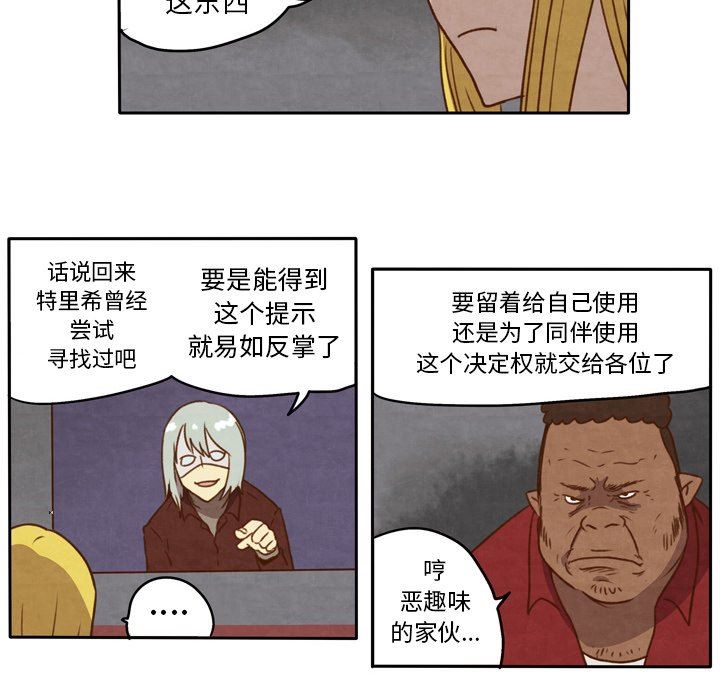 这东西
话说回来
特里希曾经
尝试
寻找过吧
要是能得到
这个提示
就易如反掌了
....
要留着给自己使用
还是为了同伴使用
这个决定权就交给各位了
哼
恶趣味
的家伙...